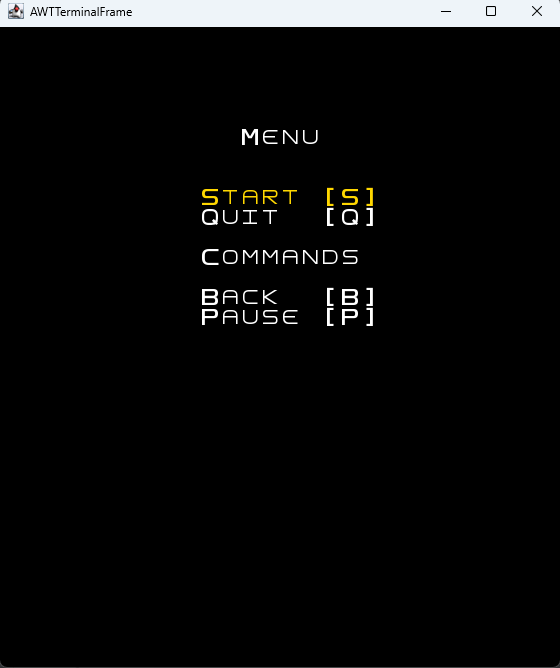 AWTTerminalFrame
MENU
START [S]
QUIT [Q]
COMMANDS
BACK [B]
PAUSE [P]